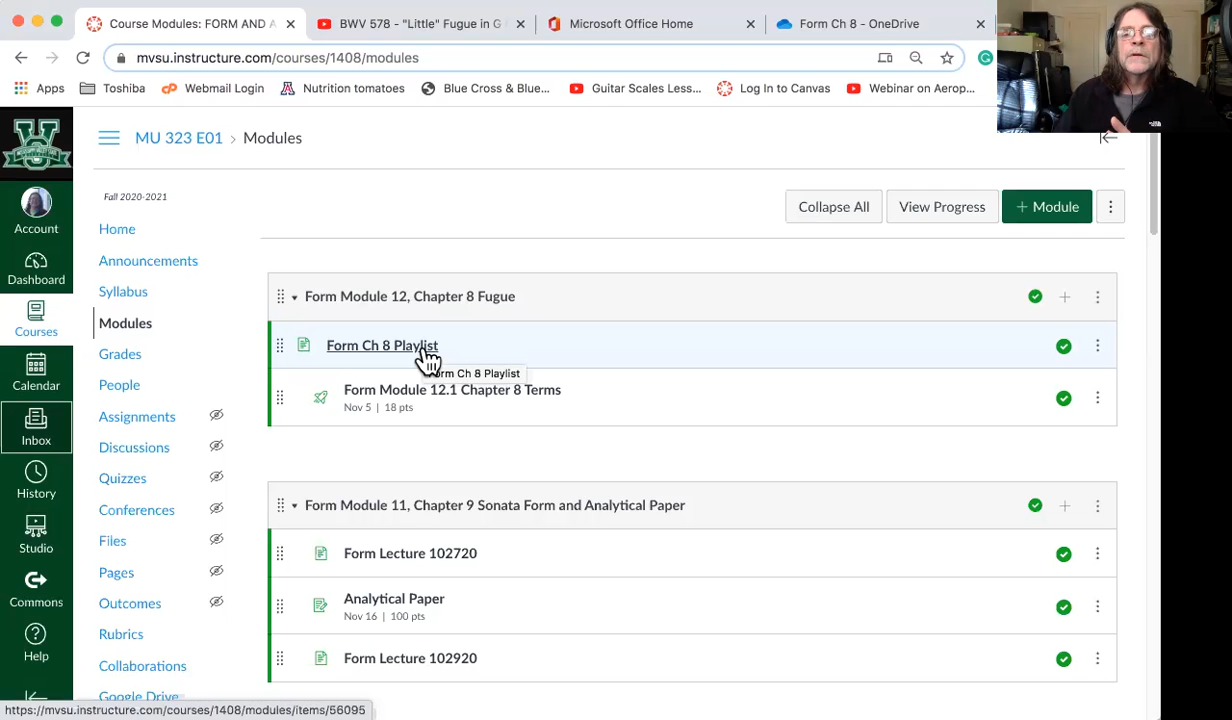 Course Modules: FORM AND A
BWV 578 - "Little" Fugue in G
Microsoft Office Home
Form Ch 8 - OneDrive
mvsu.instructure.com/courses/1408/modules
Apps
Toshiba
Webmail Login
Nutrition tomatoes
Blue Cross & Blue...
Guitar Scales Less...
Log In to Canvas
Webinar on Aerop...
MU 323 E01 > Modules
Account
Dashboard
Courses
Calendar
Inbox
History
Studio
Commons
Help
Fall 2020-2021
Home
Announcements
Syllabus
Modules
Grades
People
Assignments
Discussions
Quizzes
Conferences
Files
Pages
Outcomes
Rubrics
Collaborations
Google Drive
Collapse All
View Progress
+ Module
Form Module 12, Chapter 8 Fugue
Form Ch 8 Playlist
orm Ch 8 Playlist
Form Module 12.1 Chapter 8 Terms
Nov 5 | 18 pts
Form Module 11, Chapter 9 Sonata Form and Analytical Paper
Form Lecture 102720
Analytical Paper
Nov 16 | 100 pts
Form Lecture 102920
https://mvsu.instructure.com/courses/1408/modules/items/56095